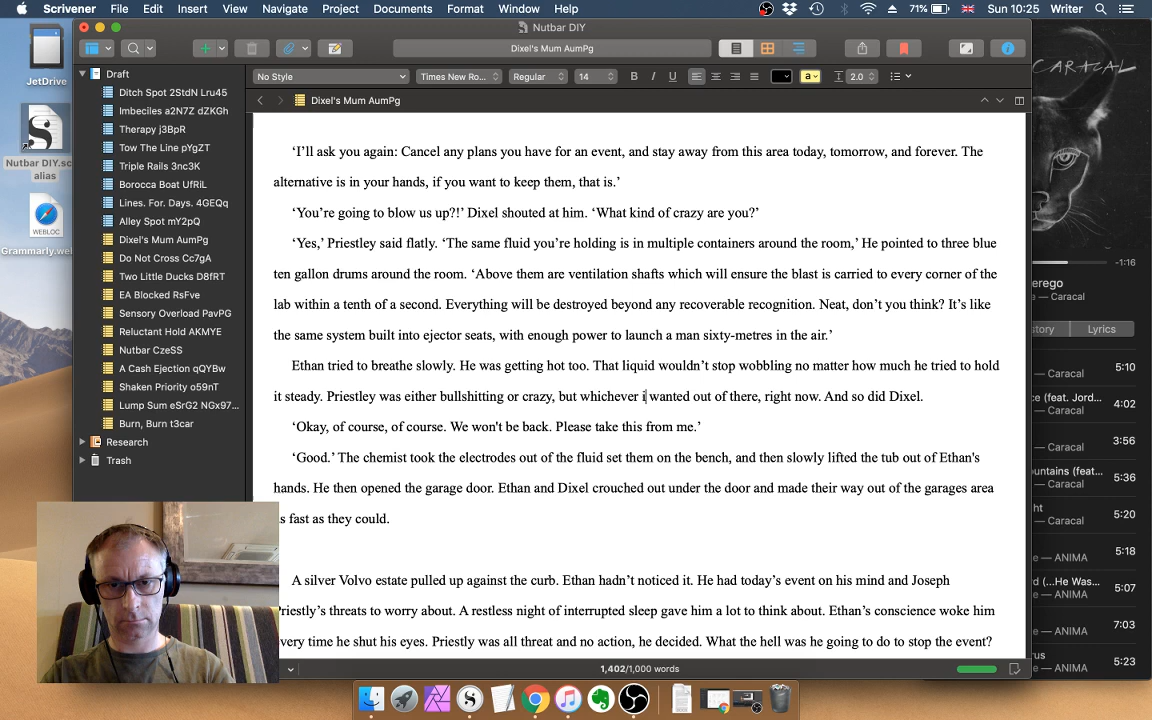 Scrivener File Edit Insert View Navigate Project Documents Format Window Help 71% Sun 10:25 Writer
Nutbar DIY
Dixel's Mum AumPg
No Style Times New Ro... Regular 14 B I U a 2.0
Dixel's Mum AumPg
JetDrive
Nutbar DIY.sc
alias
WEBLOC
Grammarly.we
Draft
Ditch Spot 2StdN Lru45
Imbeciles a2N7Z dZKGh
Therapy j3BpR
Tow The Line pYgZT
Triple Rails 3nc3K
Borocca Boat UfRiL
Lines. For. Days. 4GEQq
Alley Spot mY2pQ
Dixel's Mum AumPg
Do Not Cross Cc7gA
Two Little Ducks D8fRT
EA Blocked RsFve
Sensory Overload PavPG
Reluctant Hold AKMYE
Nutbar CzeSS
A Cash Ejection qQYBw
Shaken Priority o59nT
Lump Sum eSrG2 NGx97...
Burn, Burn t3car
Research
Trash
‘I’ll ask you again: Cancel any plans you have for an event, and stay away from this area today, tomorrow, and forever. The
alternative is in your hands, if you want to keep them, that is.’
‘You’re going to blow us up?!’ Dixel shouted at him. ‘What kind of crazy are you?’
‘Yes,’ Priestley said flatly. ‘The same fluid you’re holding is in multiple containers around the room,’ He pointed to three blue
ten gallon drums around the room. ‘Above them are ventilation shafts which will ensure the blast is carried to every corner of the
lab within a tenth of a second. Everything will be destroyed beyond any recoverable recognition. Neat, don’t you think? It’s like
the same system built into ejector seats, with enough power to launch a man sixty-metres in the air.’
Ethan tried to breathe slowly. He was getting hot too. That liquid wouldn’t stop wobbling no matter how much he tried to hold
it steady. Priestley was either bullshitting or crazy, but whichever i wanted out of there, right now. And so did Dixel.
‘Okay, of course, of course. We won't be back. Please take this from me.’
‘Good.’ The chemist took the electrodes out of the fluid set them on the bench, and then slowly lifted the tub out of Ethan's
hands. He then opened the garage door. Ethan and Dixel crouched out under the door and made their way out of the garages area
s fast as they could.
A silver Volvo estate pulled up against the curb. Ethan hadn’t noticed it. He had today’s event on his mind and Joseph
Priestly’s threats to worry about. A restless night of interrupted sleep gave him a lot to think about. Ethan’s conscience woke him
very time he shut his eyes. Priestly was all threat and no action, he decided. What the hell was he going to do to stop the event?
1,402/1,000 words
CARACAL
-1:16
erego
— Caracal
story Lyrics
5:10
— Caracal
e (feat. Jord...
— Caracal
4:02
3:56
— Caracal
untains (feat...
— Caracal
5:36
ht
— Caracal
5:20
5:18
— ANIMA
rd (...He Was...
— ANIMA
5:07
7:03
— ANIMA
rus
— ANIMA
5:23